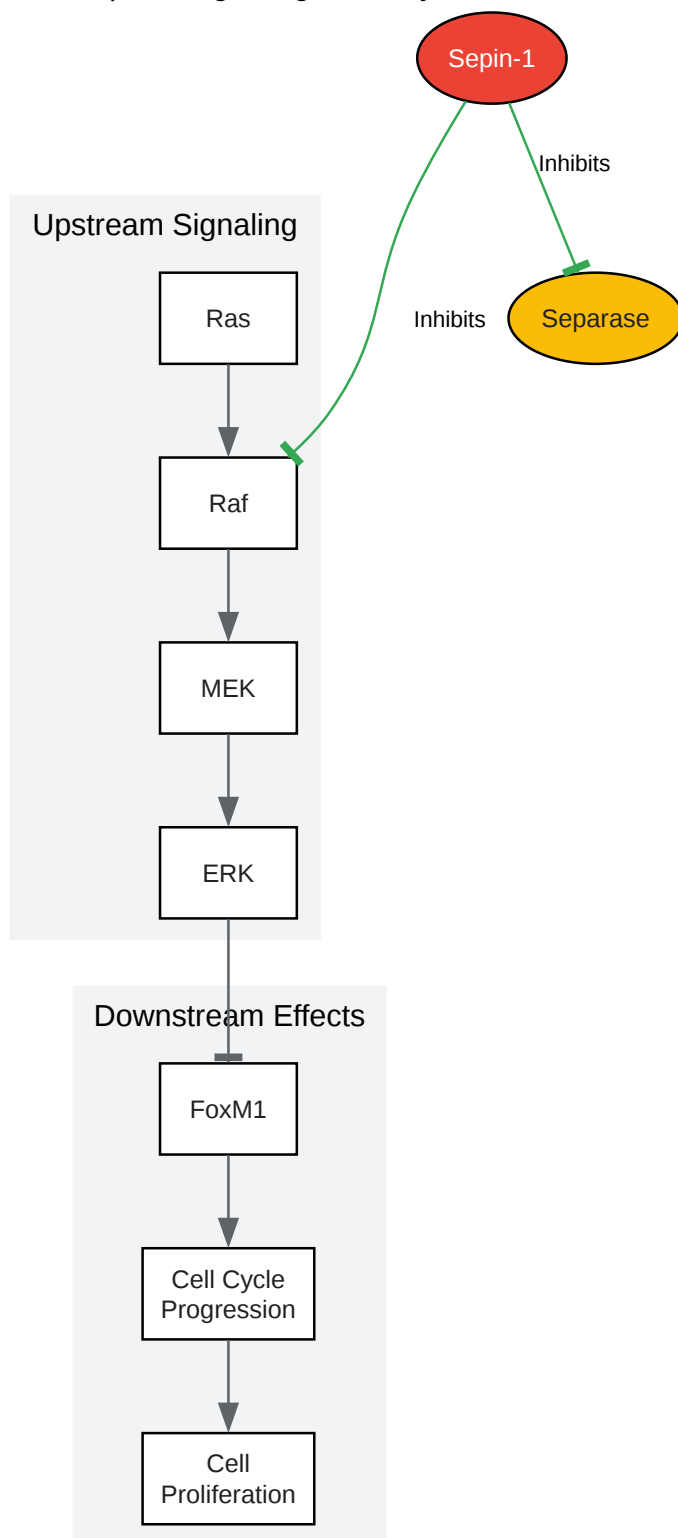 Sepin-1
Inhibits
Upstream Signaling
Ras
Inhibits
Separase
Raf
MEK
ERK
Downstream Effects
FoxM1
Cell Cycle
Progression
Cell
Proliferation